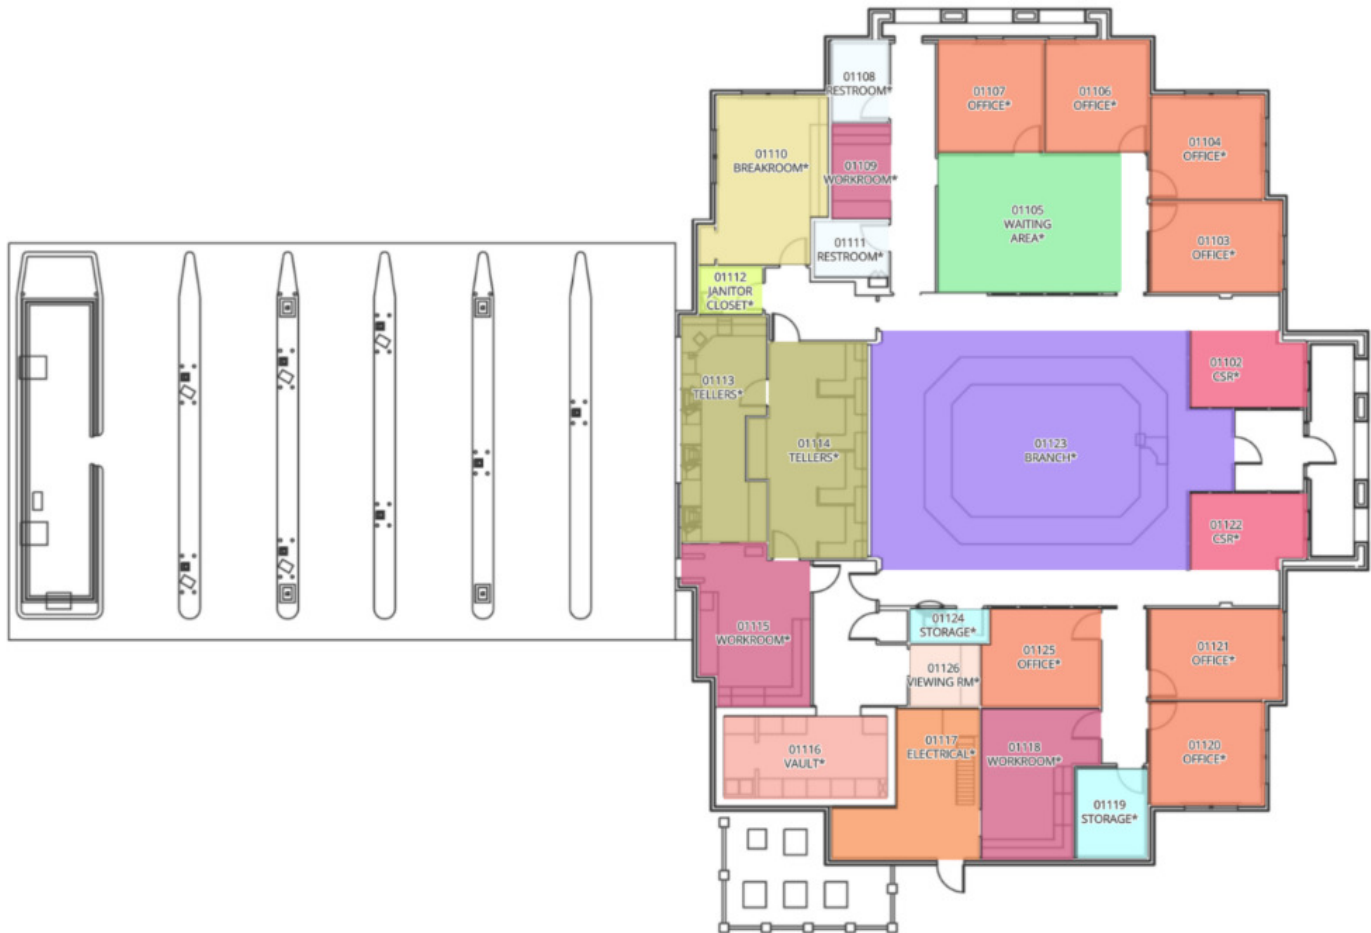 01108
RESTROOM*
01107
OFFICE*
01106
OFFICE*
01104
OFFICE*
01110
BREAKROOM*
01109
WORKROOM*
01105
WAITING
AREA*
01103
OFFICE*
01111
RESTROOM*
01112
JANITOR
CLOSET*
01102
CSR*
01113
TELLERS*
01114
TELLERS*
01123
BRANCH*
01122
CSR*
01124
STORAGE*
01115
WORKROOM*
01125
OFFICE*
01121
OFFICE*
01126
VIEWING RM*
01116
VAULT*
01117
ELECTRICAL*
01118
WORKROOM*
01120
OFFICE*
01119
STORAGE*